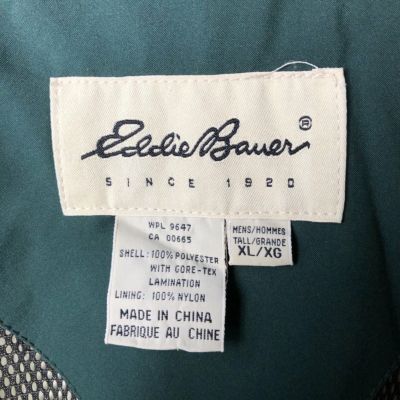 Eddie Bauer®
SINCE 1920
WPL 9647
CA 00665
SHELL: 100% POLYESTER
WITH GORE-TEX
LAMINATION
LINING: 100% NYLON
MADE IN CHINA
FABRIQUE AU CHINE
MENS/HOMMES
TALL/GRANDE
XL/XG